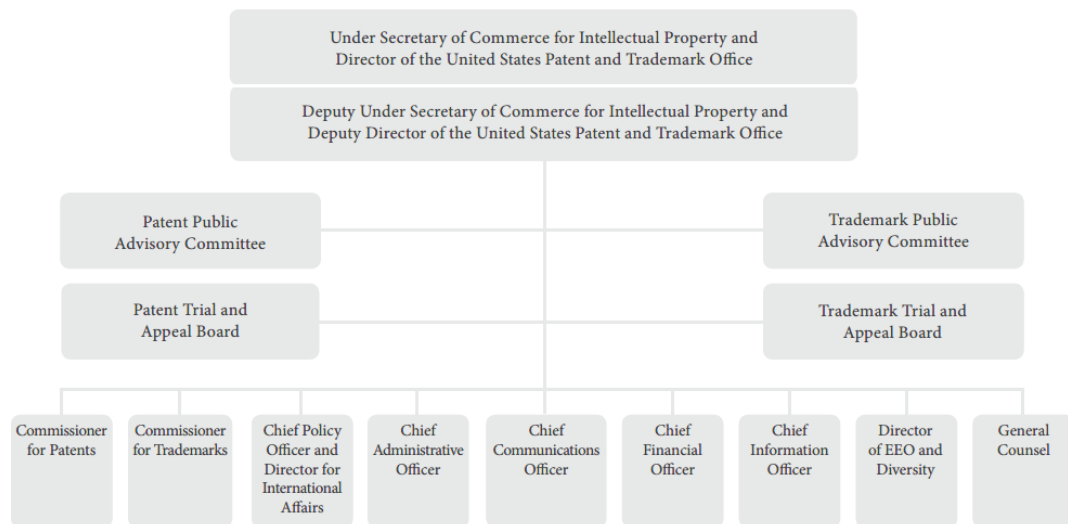 Under Secretary of Commerce for Intellectual Property and
Director of the United States Patent and Trademark Office
Deputy Under Secretary of Commerce for Intellectual Property and
Deputy Director of the United States Patent and Trademark Office
Patent Public
Advisory Committee
Trademark Public
Advisory Committee
Patent Trial and
Appeal Board
Trademark Trial and
Appeal Board
Commissioner
for Patents
Commissioner
for Trademarks
Chief Policy
Officer and
Director for
International
Affairs
Chief
Administrative
Officer
Chief
Communications
Officer
Chief
Financial
Officer
Chief
Information
Officer
Director
of EEO and
Diversity
General
Counsel